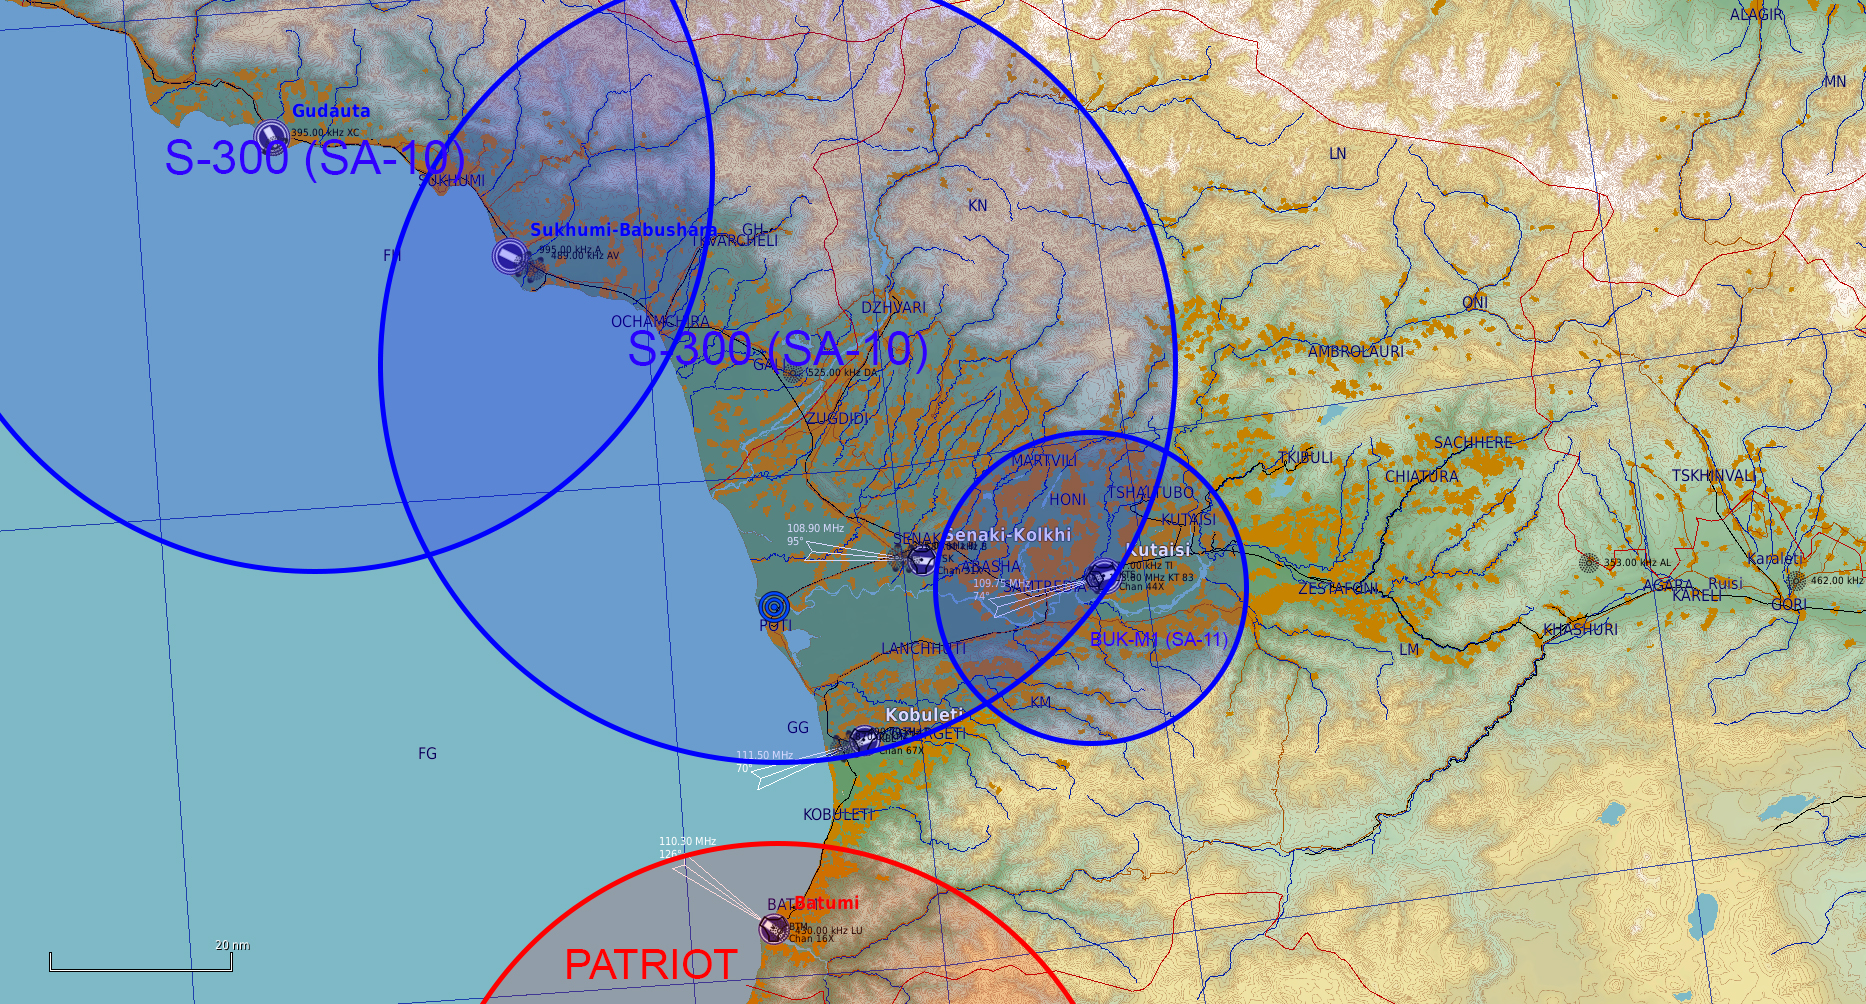 ALAGIR
MN
Gudauta
395.00 kHz XC
S-300 (SA-10)
SUKHUMI
LN
KN
Sukhumi-Babushara
GH
TKVARCHELI
995.00 kHz A
489.00 kHz AV
FH
OCHAMCHIRA
DZHVARI
ONI
S-300 (SA-10)
GALI
525.00 kHz DA
AMBROLAURI
ZUGDIDI
MARTVILI
TKIBULI
SACHHERE
CHIATURA
TSKHINVALI
HONI
TSHALTUBO
KUTAISI
108.90 MHz
95°
SENAKI
Senaki-Kolkhi
Kutaisi
ABASHA
109.75 MHz
74°
SAMTREDIA
KT 83
Chan 44X
ZESTAFONI
353.00 kHz AL
Karaleti
462.00 kHz
AGARA
Ruisi
KARELI
GORI
KHASHURI
POTI
BUK-M1 (SA-11)
LANCHHUTI
LM
KM
Kobuleti
GG
Chan 67X
FG
111.50 MHz
70°
KOBULETI
110.30 MHz
126°
Batumi
430.00 kHz LU
Chan 16X
20 nm
PATRIOT